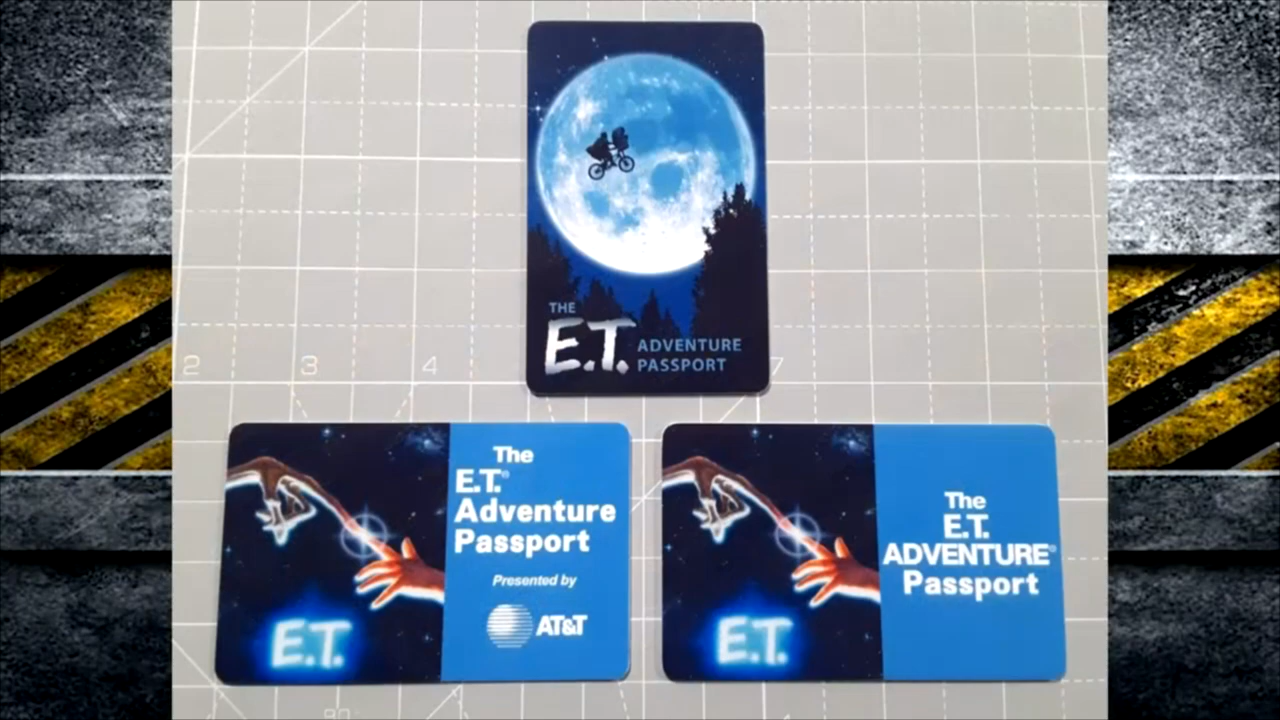 THE
E.T. ADVENTURE
PASSPORT
2 3 4 7
The
E.T.®
Adventure
Passport
Presented by
AT&T
E.T.
The
E.T.
ADVENTURE®
Passport
E.T.